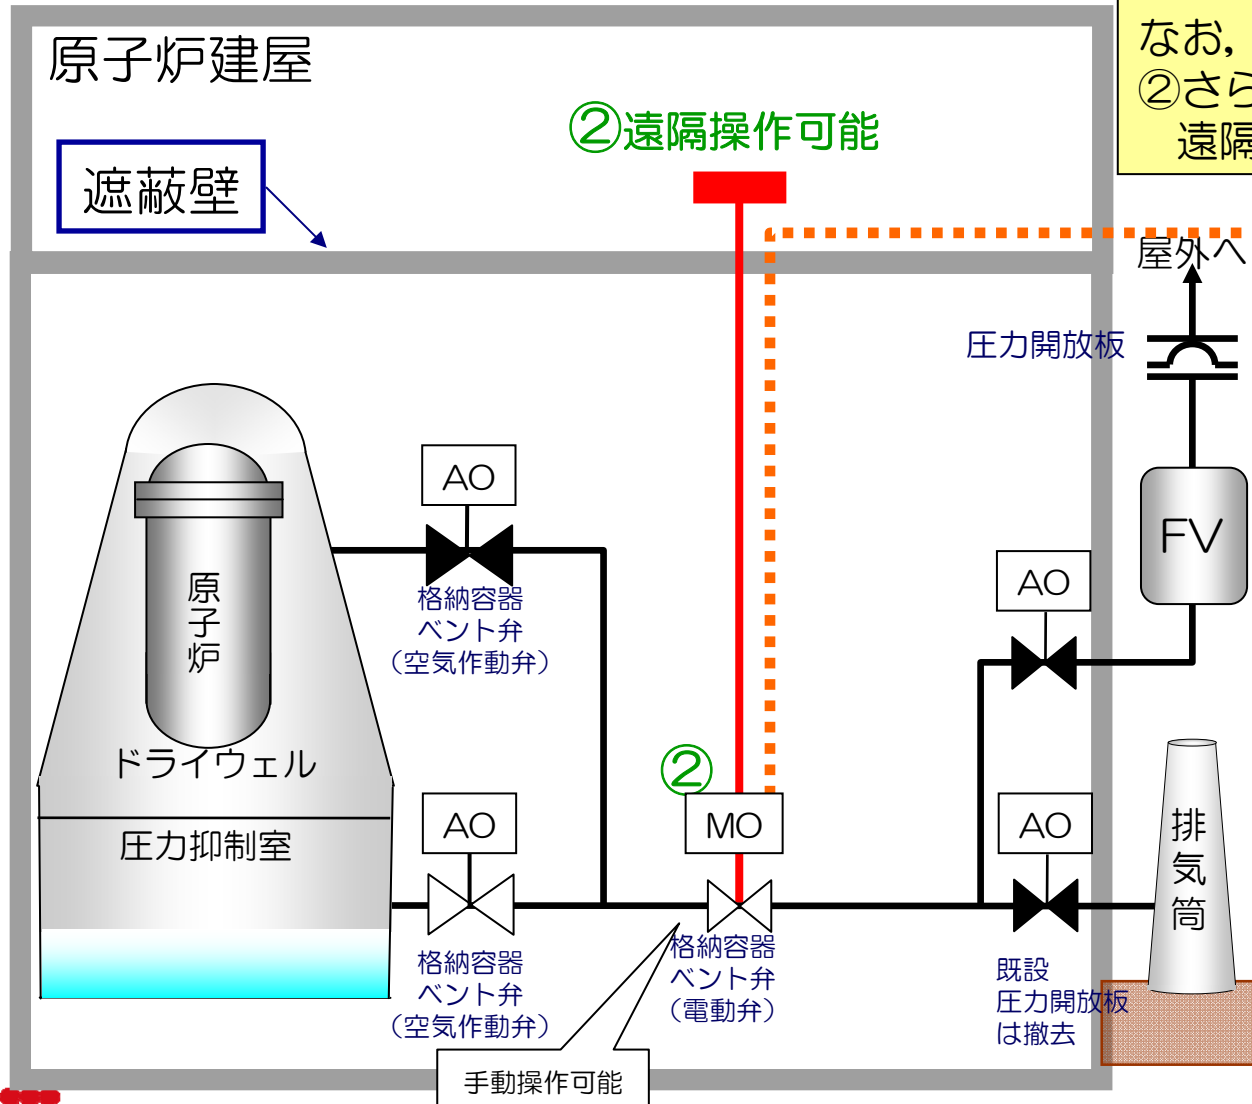 原子炉建屋
なお，
②さら
遠隔
②遠隔操作可能
遮蔽壁
屋外へ
圧力開放板
AO
FV
格納容器
ベント弁
（空気作動弁）
AO
原子炉
ドライウェル
②
圧力抑制室
AO
MO
AO
排気筒
格納容器
ベント弁
（空気作動弁）
格納容器
ベント弁
（電動弁）
既設
圧力開放板
は撤去
手動操作可能